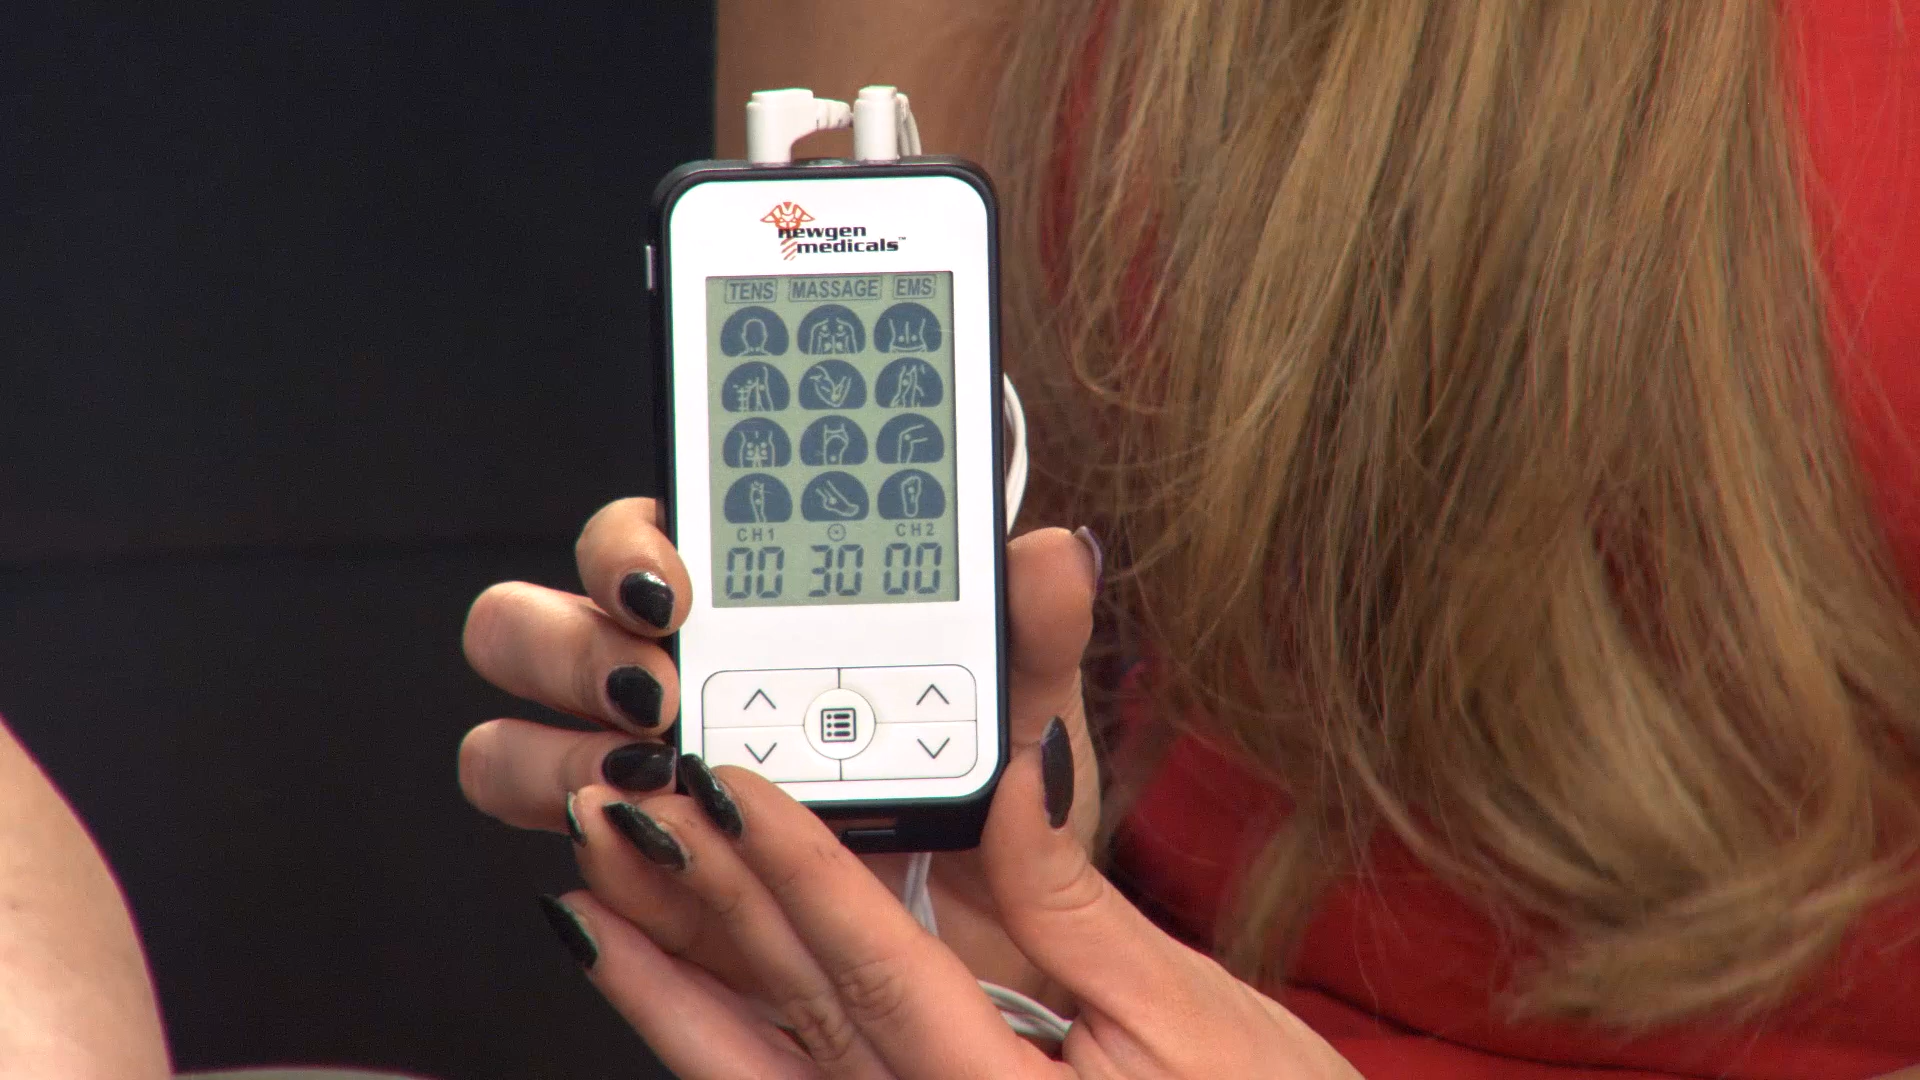 newgen
medicals™
TENS MASSAGE EMS
CH1 CH2
00 30 00